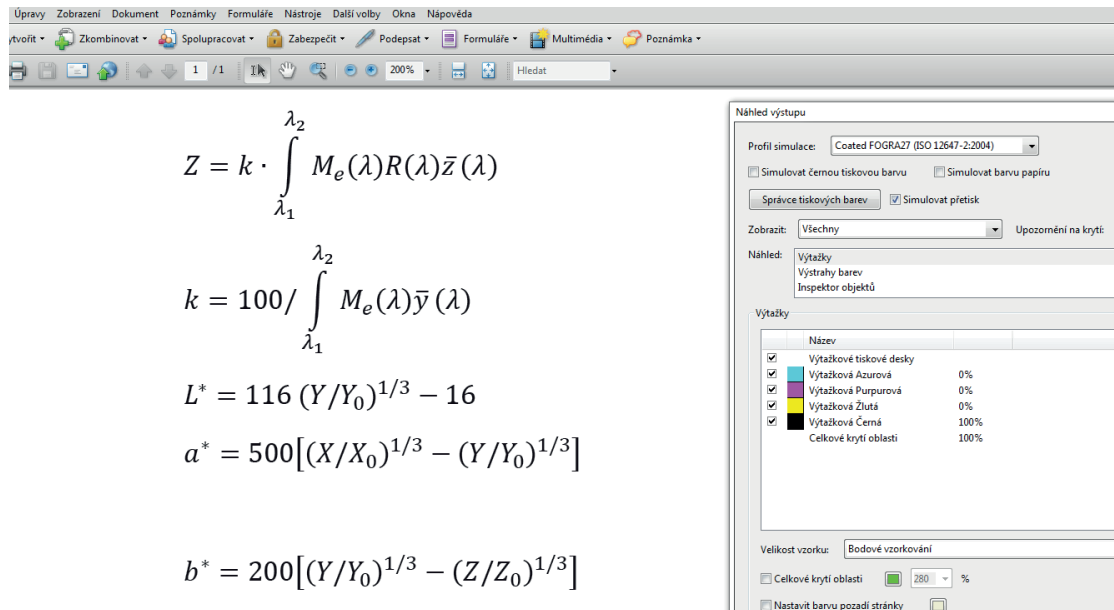 Úpravy Zobrazení Dokument Poznámky Formuláře Nástroje Další volby Okna Nápověda
ytvořit Zkombinovat Spolupracovat Zabezpečit Podepsat Formuláře Multimédia Poznámka
1 /1 200% Hledat
Z = k · ∫_{λ₁}^{λ₂} Mₑ(λ)R(λ)z̄(λ)
k = 100/ ∫_{λ₁}^{λ₂} Mₑ(λ)ȳ(λ)
L* = 116 (Y/Y₀)^{1/3} − 16
a* = 500[(X/X₀)^{1/3} − (Y/Y₀)^{1/3}]
b* = 200[(Y/Y₀)^{1/3} − (Z/Z₀)^{1/3}]
Náhled výstupu
Profil simulace: Coated FOGRA27 (ISO 12647-2:2004)
Simulovat černou tiskovou barvu Simulovat barvu papíru
Správce tiskových barev Simulovat přetisk
Zobrazit: Všechny Upozornění na krytí:
Náhled: Výtažky
Výstrahy barev
Inspektor objektů
Výtažky
Název
Výtažkové tiskové desky
Výtažková Azurová 0%
Výtažková Purpurová 0%
Výtažková Žlutá 0%
Výtažková Černá 100%
Celkové krytí oblasti 100%
Velikost vzorku: Bodové vzorkování
Celkové krytí oblasti 280 %
Nastavit barvu pozadí stránky